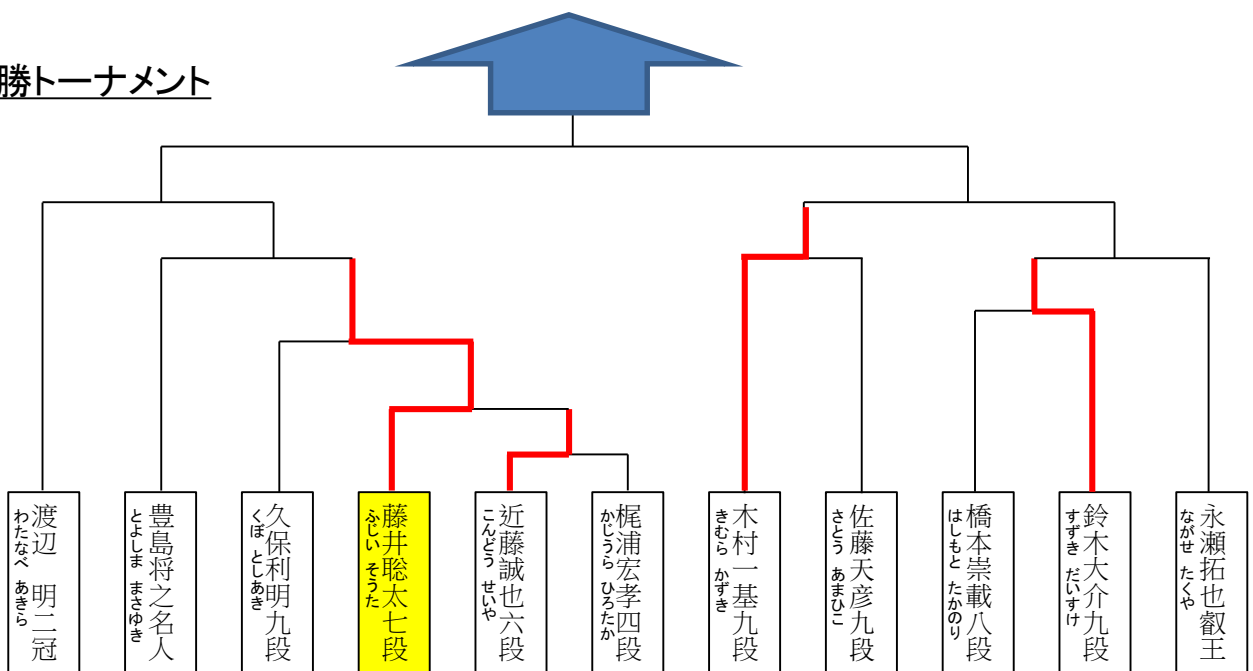 勝トーナメント
渡辺　明二冠
わたなべ あきら
豊島将之名人
とよしま まさゆき
久保利明九段
くぼ としあき
藤井聡太七段
ふじい そうた
近藤誠也六段
こんどう せいや
梶浦宏孝四段
かじうら ひろたか
木村一基九段
きむら かずき
佐藤天彦九段
さとう あまひこ
橋本崇載八段
はしもと たかのり
鈴木大介九段
すずき だいすけ
永瀬拓也叡王
ながせ たくや